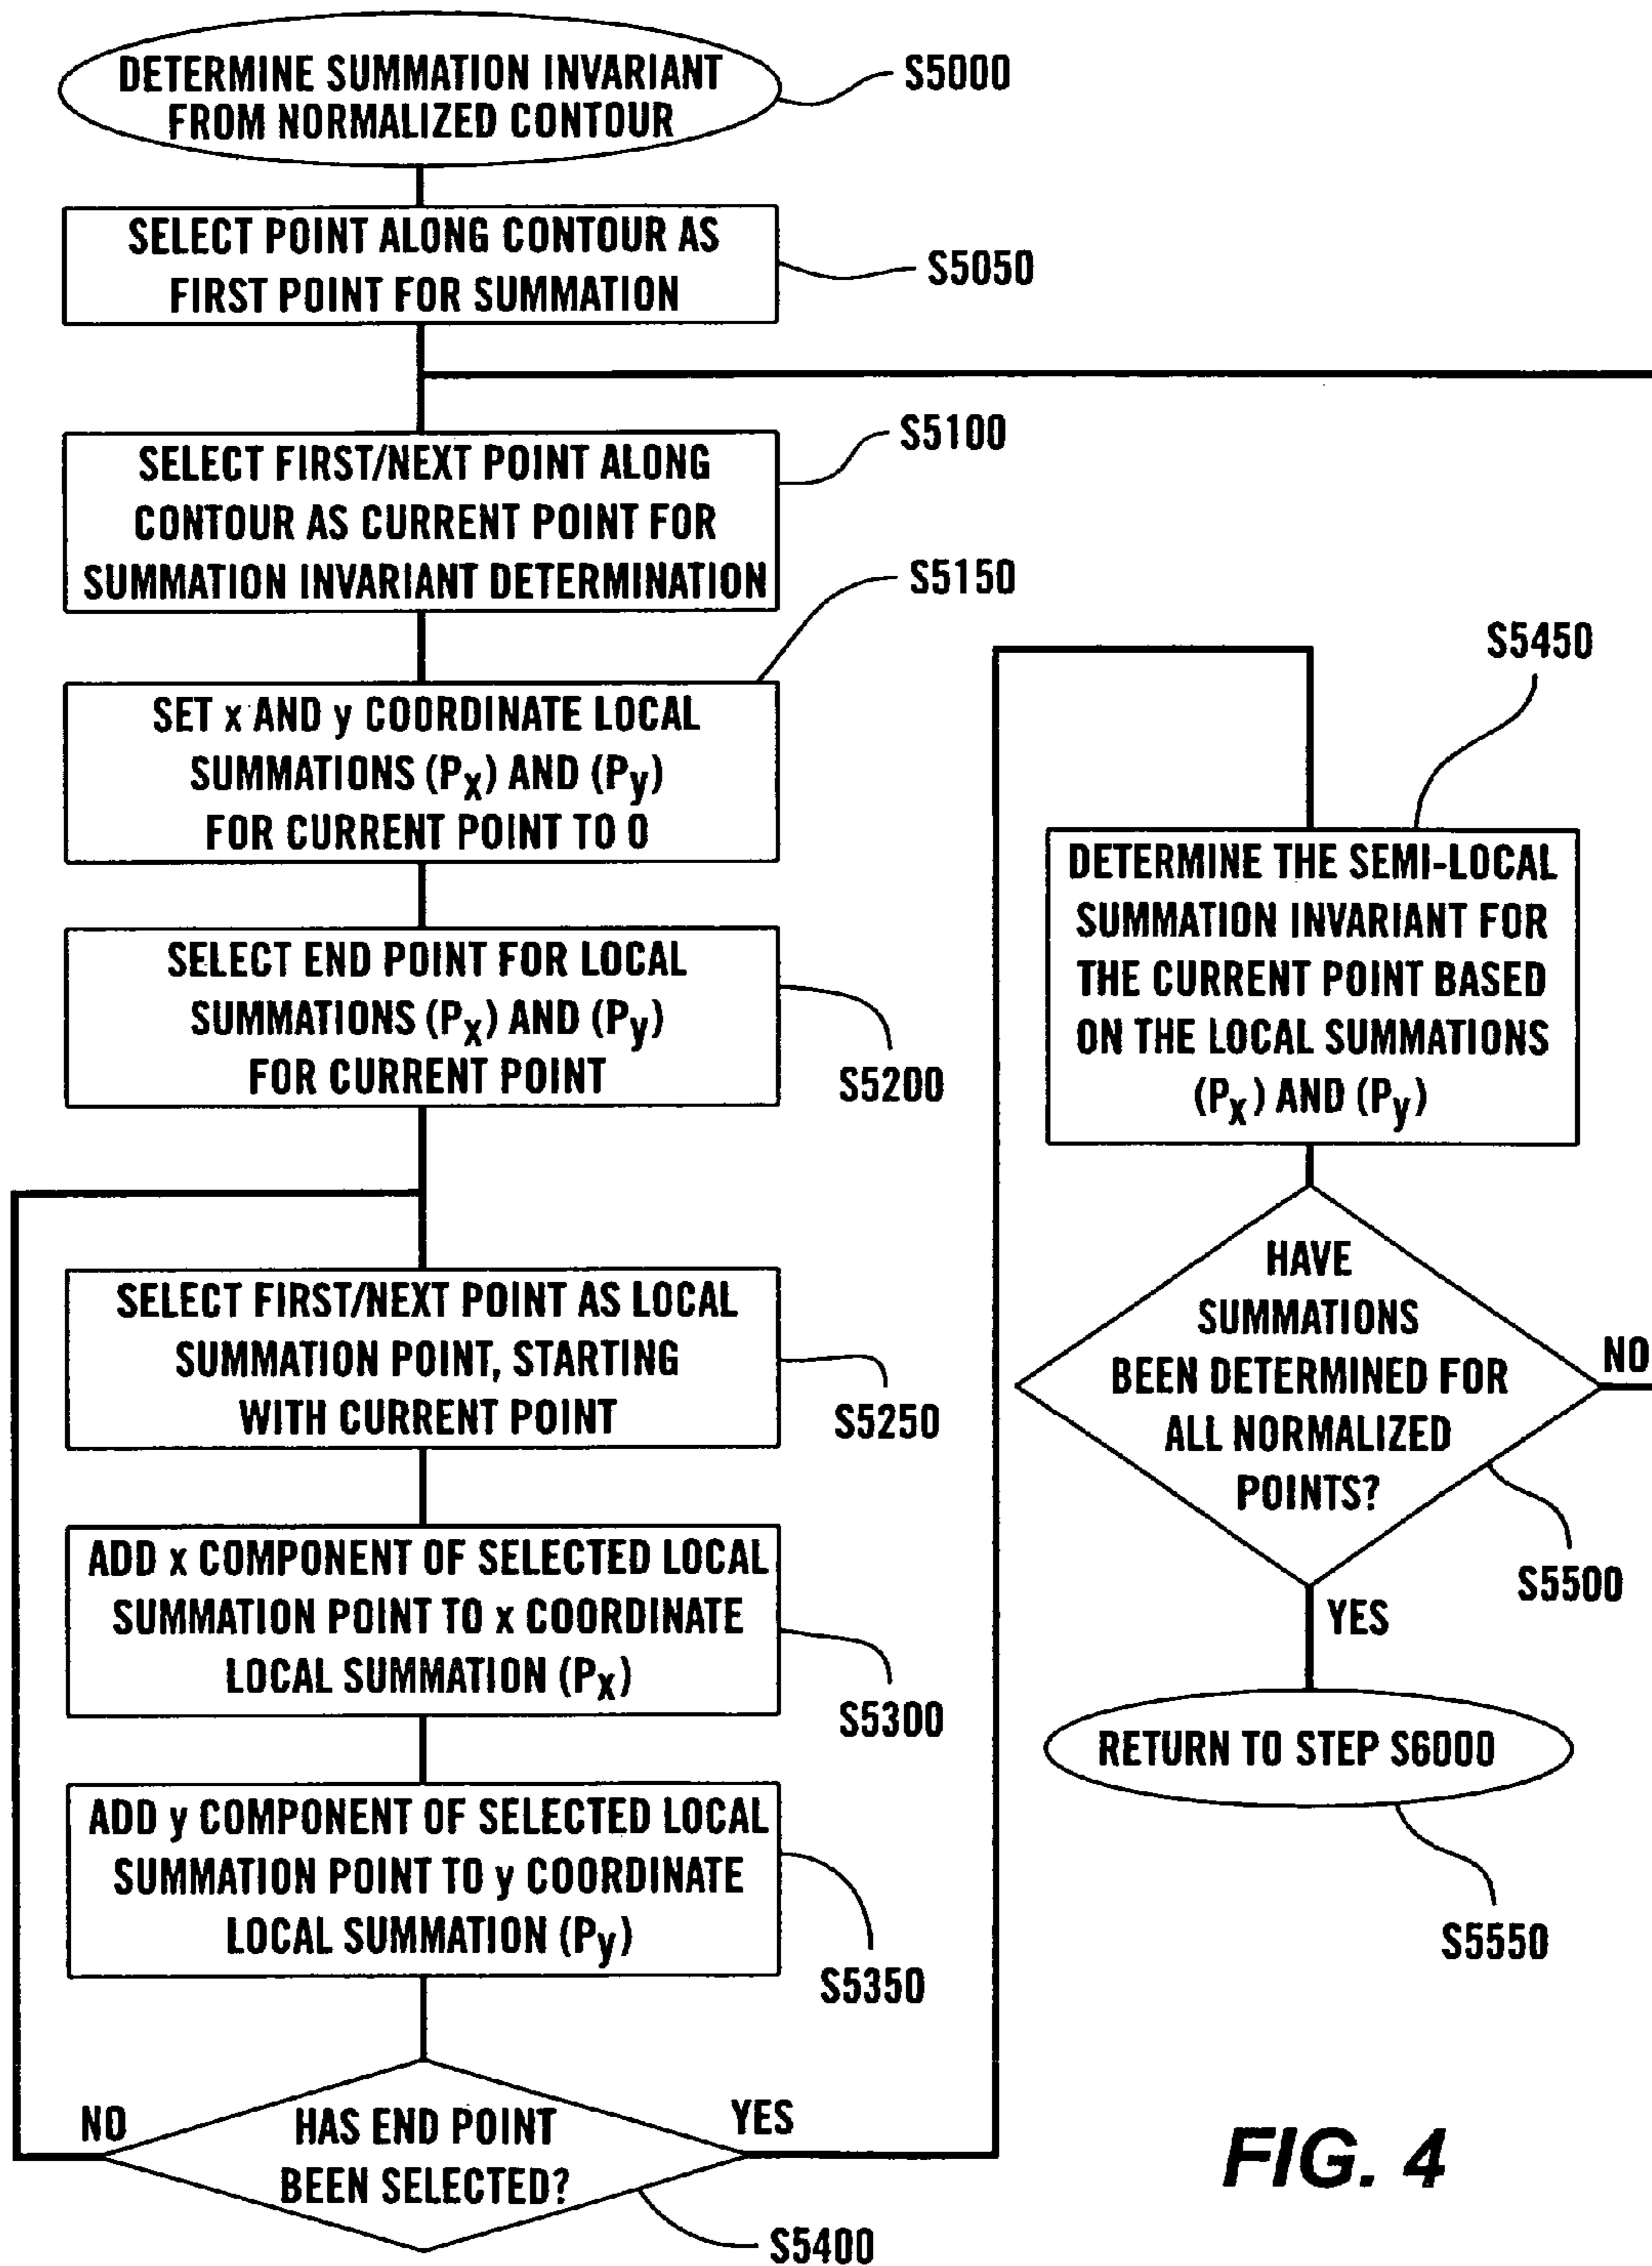 DETERMINE SUMMATION INVARIANT
FROM NORMALIZED CONTOUR
S5000
SELECT POINT ALONG CONTOUR AS
FIRST POINT FOR SUMMATION
S5050
SELECT FIRST/NEXT POINT ALONG
CONTOUR AS CURRENT POINT FOR
SUMMATION INVARIANT DETERMINATION
S5100
SET x AND y COORDINATE LOCAL
SUMMATIONS (Px) AND (Py)
FOR CURRENT POINT TO 0
S5150
SELECT END POINT FOR LOCAL
SUMMATIONS (Px) AND (Py)
FOR CURRENT POINT
S5200
SELECT FIRST/NEXT POINT AS LOCAL
SUMMATION POINT, STARTING
WITH CURRENT POINT
S5250
ADD x COMPONENT OF SELECTED LOCAL
SUMMATION POINT TO x COORDINATE
LOCAL SUMMATION (Px)
S5300
ADD y COMPONENT OF SELECTED LOCAL
SUMMATION POINT TO y COORDINATE
LOCAL SUMMATION (Py)
S5350
NO
HAS END POINT
BEEN SELECTED?
YES
S5400
S5450
DETERMINE THE SEMI-LOCAL
SUMMATION INVARIANT FOR
THE CURRENT POINT BASED
ON THE LOCAL SUMMATIONS
(Px) AND (Py)
HAVE
SUMMATIONS
BEEN DETERMINED FOR
ALL NORMALIZED
POINTS?
NO
S5500
YES
RETURN TO STEP S6000
S5550
FIG. 4